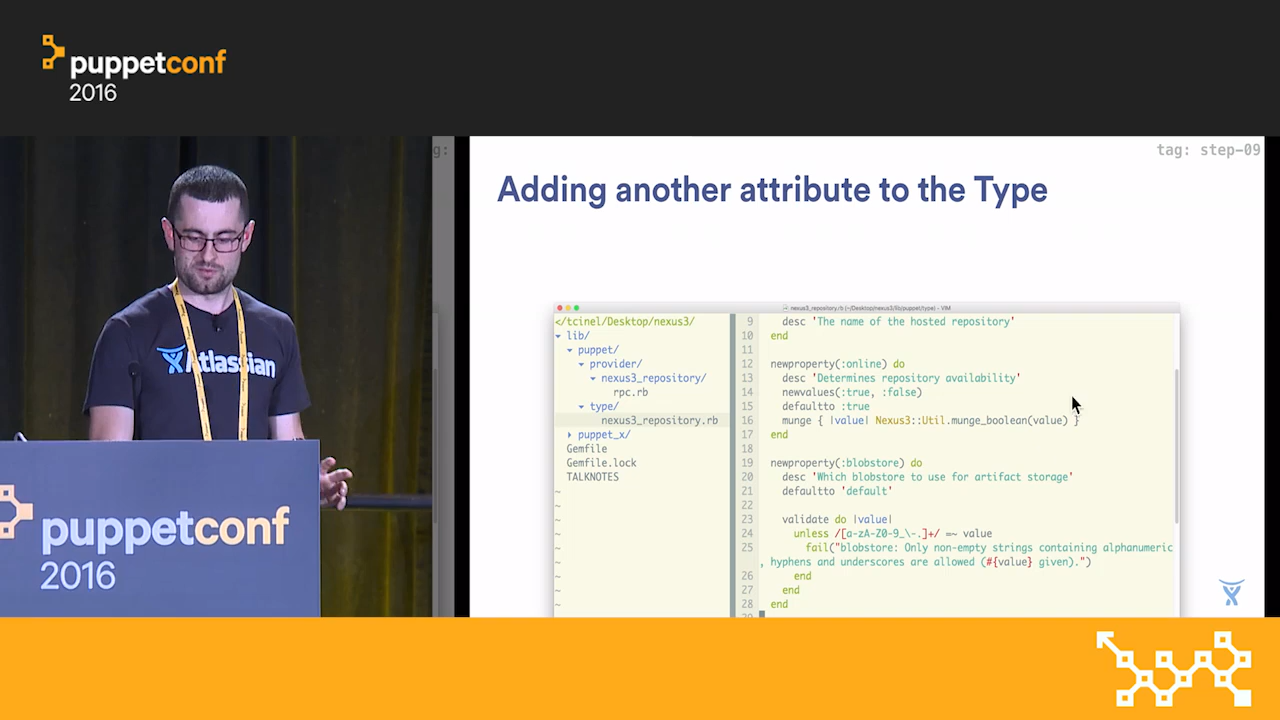 puppetconf
2016
g:
tag: step-09
Adding another attribute to the Type
Atlassian
puppetconf
2016
nexus3_repository.rb (~/Desktop/nexus3/lib/puppet/type) - VIM
</tcinel/Desktop/nexus3/
lib/
puppet/
provider/
nexus3_repository/
rpc.rb
type/
nexus3_repository.rb
puppet_x/
Gemfile
Gemfile.lock
TALKNOTES
~
~
~
~
~
~
~
~
~
9 desc 'The name of the hosted repository'
10 end
11
12 newproperty(:online) do
13 desc 'Determines repository availability'
14 newvalues(:true, :false)
15 defaultto :true
16 munge { |value| Nexus3::Util.munge_boolean(value) }
17 end
18
19 newproperty(:blobstore) do
20 desc 'Which blobstore to use for artifact storage'
21 defaultto 'default'
22
23 validate do |value|
24 unless /[a-zA-Z0-9_\-.]+/ =~ value
25 fail("blobstore: Only non-empty strings containing alphanumeric
, hyphens and underscores are allowed (#{value} given).")
26 end
27 end
28 end